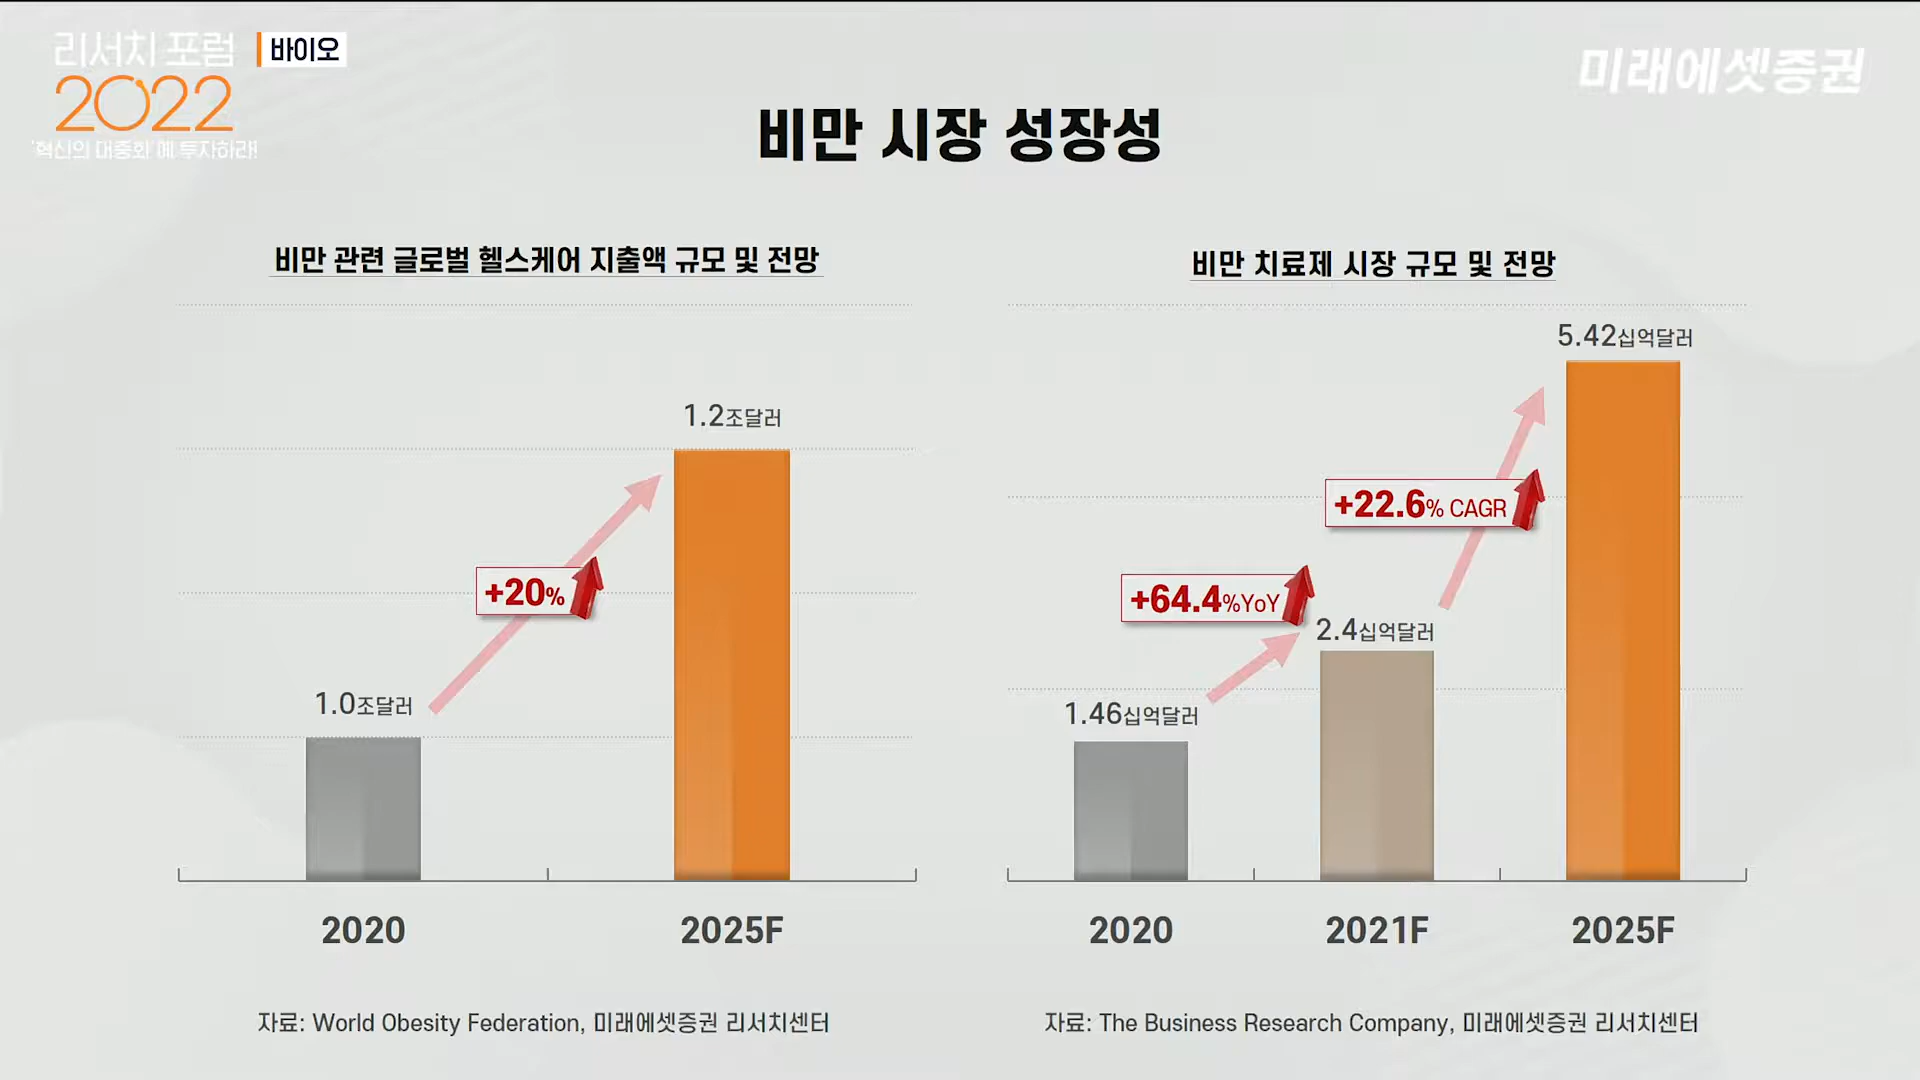 리서치 포럼
바이오
2022
'혁신의 대중화'에 투자하라!
미래에셋증권
비만 시장 성장성
비만 관련 글로벌 헬스케어 지출액 규모 및 전망
1.2조달러
+20%
1.0조달러
2020 2025F
자료: World Obesity Federation, 미래에셋증권 리서치센터
비만 치료제 시장 규모 및 전망
5.42십억달러
+22.6% CAGR
+64.4%YoY
2.4십억달러
1.46십억달러
2020 2021F 2025F
자료: The Business Research Company, 미래에셋증권 리서치센터